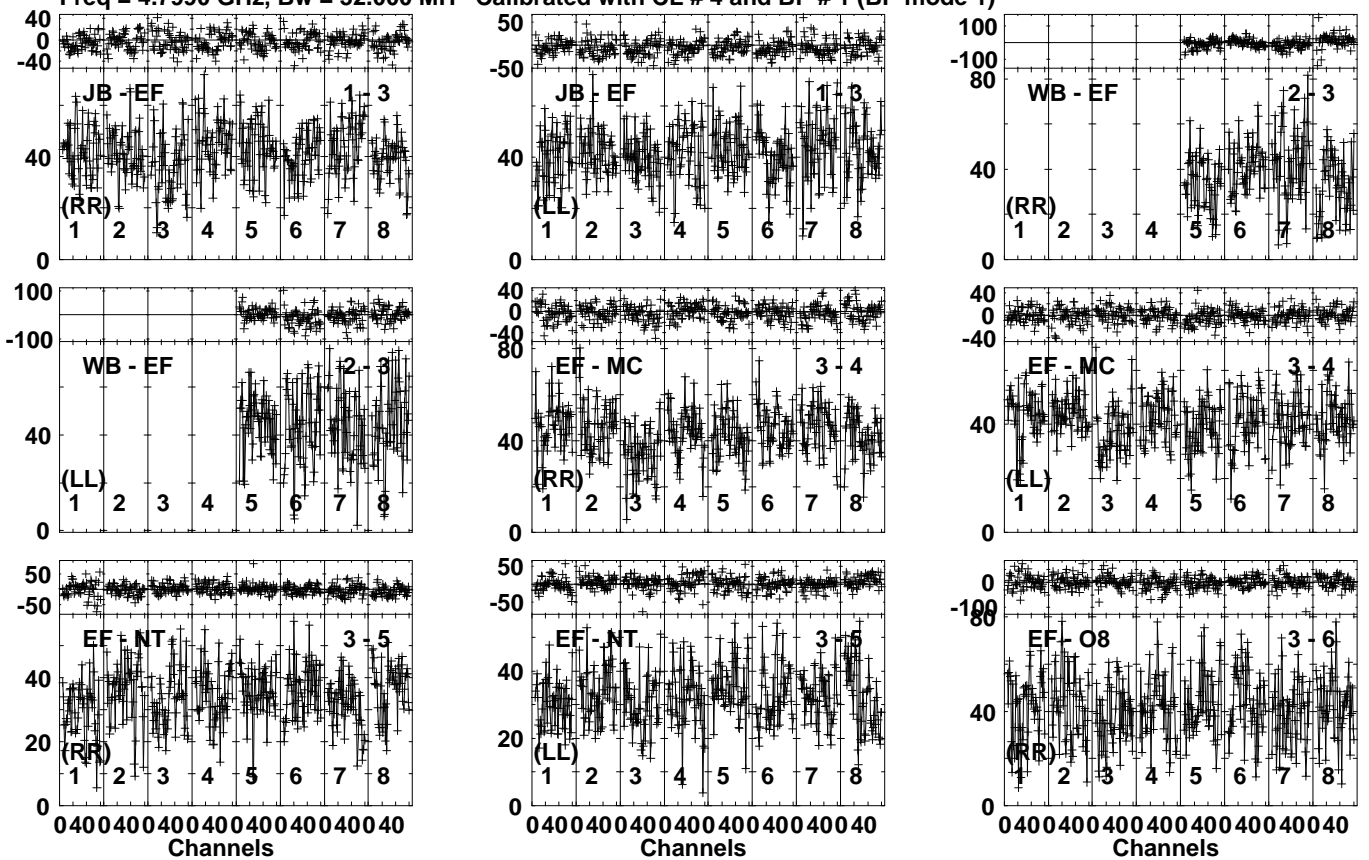 Freq = 4.7990 GHz, Bw = 32.000 MH Calibrated with CL # 4 and BP # 1 (BP mode 1)
40
0
-40
JB - EF 1 - 3
40
(RR)
1 2 3 4 5 6 7 8
0
50
-50
JB - EF 1 - 3
40
(LL)
1 2 3 4 5 6 7 8
0
100
-100
80
WB - EF 2 - 3
40
(RR)
1 2 3 4 5 6 7 8
0
100
-100
WB - EF 2 - 3
40
(LL)
1 2 3 4 5 6 7 8
0
40
0
-40
80
EF - MC 3 - 4
40
(RR)
1 2 3 4 5 6 7 8
0
40
0
-40
EF - MC 3 - 4
40
(LL)
1 2 3 4 5 6 7 8
0
50
-50
EF - NT 3 - 5
40
20
(RR)
1 2 3 4 5 6 7 8
0
0 40 0 40 0 40 0 40 0 40 0 40 0 40 0 40
Channels
50
-50
EF - NT 3 - 5
40
20
(LL)
1 2 3 4 5 6 7 8
0
0 40 0 40 0 40 0 40 0 40 0 40 0 40 0 40
Channels
0
-100
80
EF - O8 3 - 6
40
(RR)
1 2 3 4 5 6 7 8
0
0 40 0 40 0 40 0 40 0 40 0 40 0 40 0 40
Channels